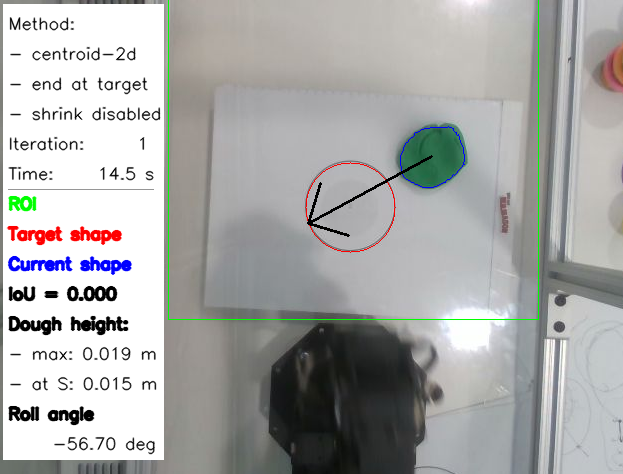 Method:
- centroid-2d
- end at target
- shrink disabled
Iteration: 1
Time: 14.5 s
ROI
Target shape
Current shape
IoU = 0.000
Dough height:
- max: 0.019 m
- at S: 0.015 m
Roll angle
-56.70 deg